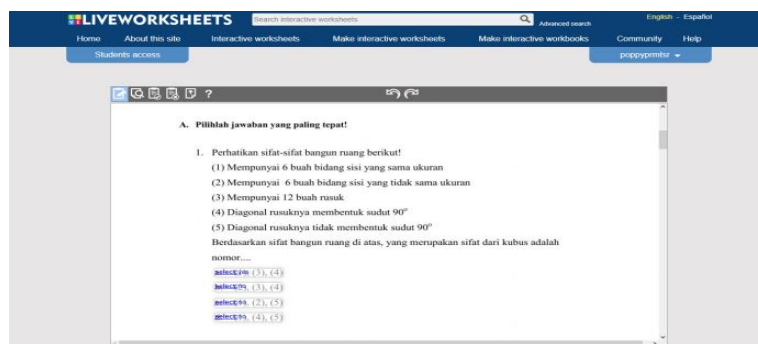 LIVEWORKSHEETS
Search interactive worksheets
Advanced search
English - Español
Home About this site Interactive worksheets Make interactive worksheets Make interactive workbooks Community Help
Students access
poppyprmtsr
?
A. Pilihlah jawaban yang paling tepat!
1. Perhatikan sifat-sifat bangun ruang berikut!
(1) Mempunyai 6 buah bidang sisi yang sama ukuran
(2) Mempunyai 6 buah bidang sisi yang tidak sama ukuran
(3) Mempunyai 12 buah rusuk
(4) Diagonal rusuknya membentuk sudut 90°
(5) Diagonal rusuknya tidak membentuk sudut 90°
Berdasarkan sifat bangun ruang di atas, yang merupakan sifat dari kubus adalah
nomor....
(3), (4)
(3), (4)
(2), (5)
(4), (5)